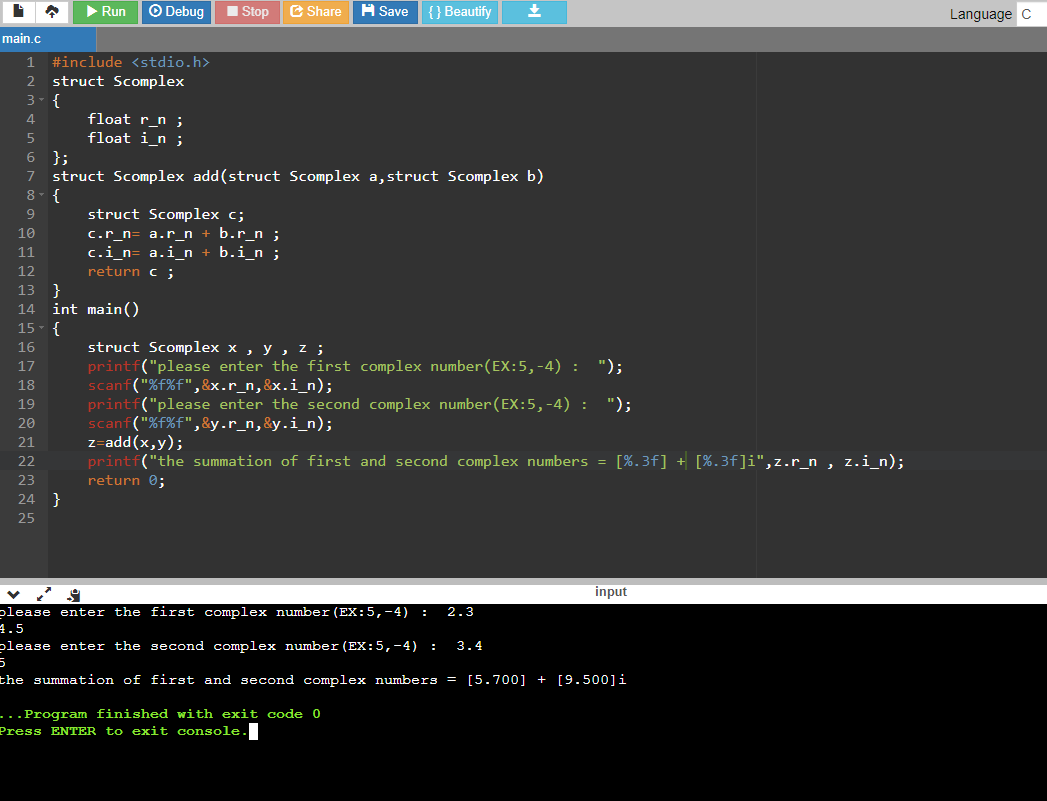 Run Debug Stop Share Save { } Beautify Language C
main.c
1 #include <stdio.h>
2 struct Scomplex
3 {
4 float r_n ;
5 float i_n ;
6 };
7 struct Scomplex add(struct Scomplex a,struct Scomplex b)
8 {
9 struct Scomplex c;
10 c.r_n= a.r_n + b.r_n ;
11 c.i_n= a.i_n + b.i_n ;
12 return c ;
13 }
14 int main()
15 {
16 struct Scomplex x , y , z ;
17 printf("please enter the first complex number(EX:5,-4) :  ");
18 scanf("%f%f",&x.r_n,&x.i_n);
19 printf("please enter the second complex number(EX:5,-4) :  ");
20 scanf("%f%f",&y.r_n,&y.i_n);
21 z=add(x,y);
22 printf("the summation of first and second complex numbers = [%.3f] + [%.3f]i",z.r_n , z.i_n);
23 return 0;
24 }
25
input
please enter the first complex number(EX:5,-4) :  2.3
4.5
please enter the second complex number(EX:5,-4) :  3.4
5
the summation of first and second complex numbers = [5.700] + [9.500]i
...Program finished with exit code 0
Press ENTER to exit console.